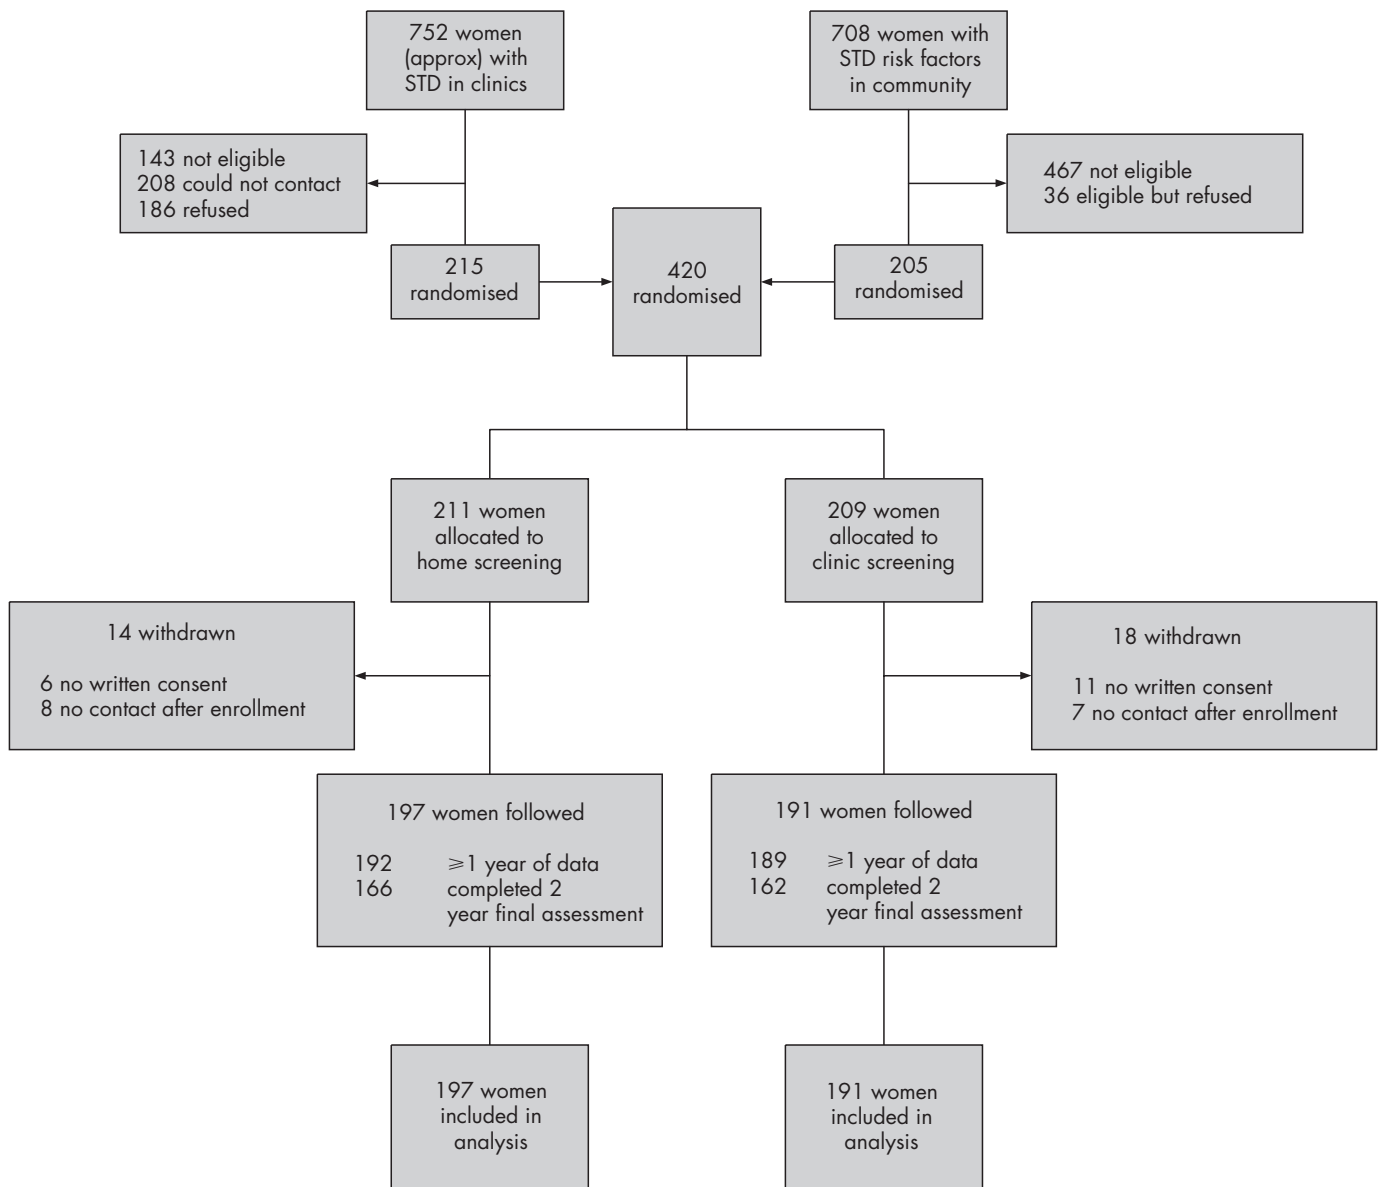 752 women
(approx) with
STD in clinics
708 women with
STD risk factors
in community
143 not eligible
208 could not contact
186 refused
467 not eligible
36 eligible but refused
215
randomised
420
randomised
205
randomised
211 women
allocated to
home screening
209 women
allocated to
clinic screening
14 withdrawn
6 no written consent
8 no contact after enrollment
18 withdrawn
11 no written consent
7 no contact after enrollment
197 women followed
192 ⩾1 year of data
166 completed 2
year final assessment
191 women followed
189 ⩾1 year of data
162 completed 2
year final assessment
197 women
included in
analysis
191 women
included in
analysis